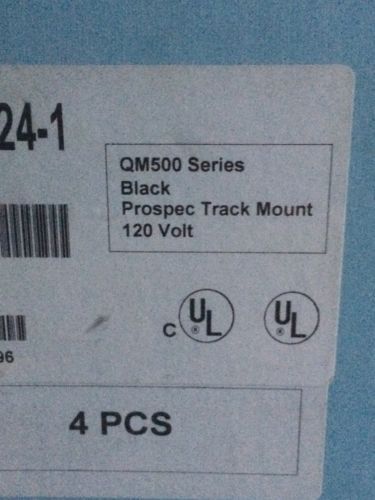 24-1
QM500 Series
Black
Prospec Track Mount
120 Volt
C UL ® UL ®
96
4 PCS